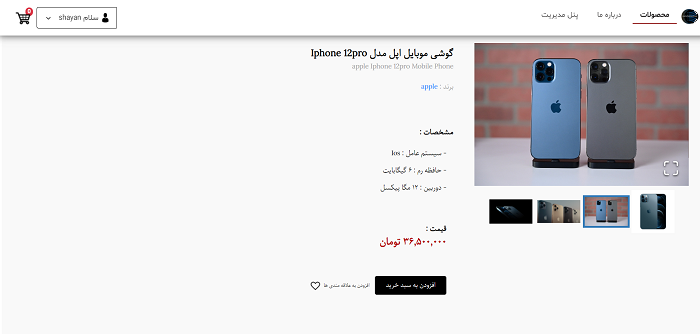 محصولات
درباره ما
پنل مدیریت
سلام shayan
0
گوشی موبایل اپل مدل Iphone 12pro
apple Iphone 12pro Mobile Phone
برند : apple
مشخصات :
- سیستم عامل : Ios
- حافظه رم : ۶ گیگابایت
- دوربین : ۱۲ مگا پیکسل
قیمت :
۳۶,۵۰۰,۰۰۰ تومان
افزودن به سبد خرید
افزودن به علاقه مندی ها